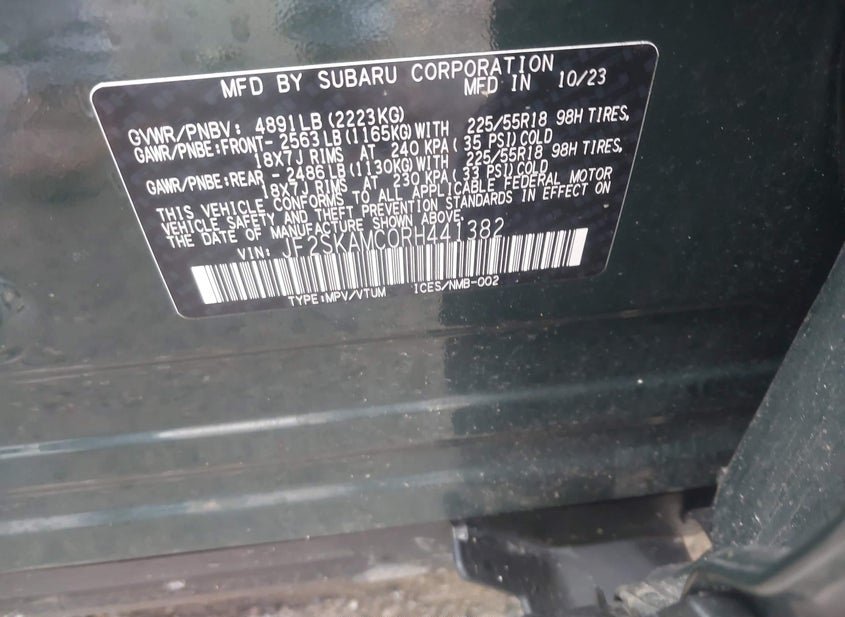 MFD BY SUBARU CORPORATION
MFD IN 10/23
GVWR/PNBV: 4891LB (2223KG)
GAWR/PNBE:FRONT- 2563LB(1165KG)WITH 225/55R18 98H TIRES,
18X7J RIMS AT 240 KPA( 35 PSI)COLD
GAWR/PNBE:REAR - 2486LB(1130KG)WITH 225/55R18 98H TIRES,
18X7J RIMS AT 230 KPA( 33 PSI)COLD
THIS VEHICLE CONFORMS TO ALL APPLICABLE FEDERAL MOTOR
VEHICLE SAFETY AND THEFT PREVENTION STANDARDS IN EFFECT ON
THE DATE OF MANUFACTURE SHOWN ABOVE.
VIN: JF2SKAMC0RH441382
TYPE:MPV/VTUM ICES/NMB-002